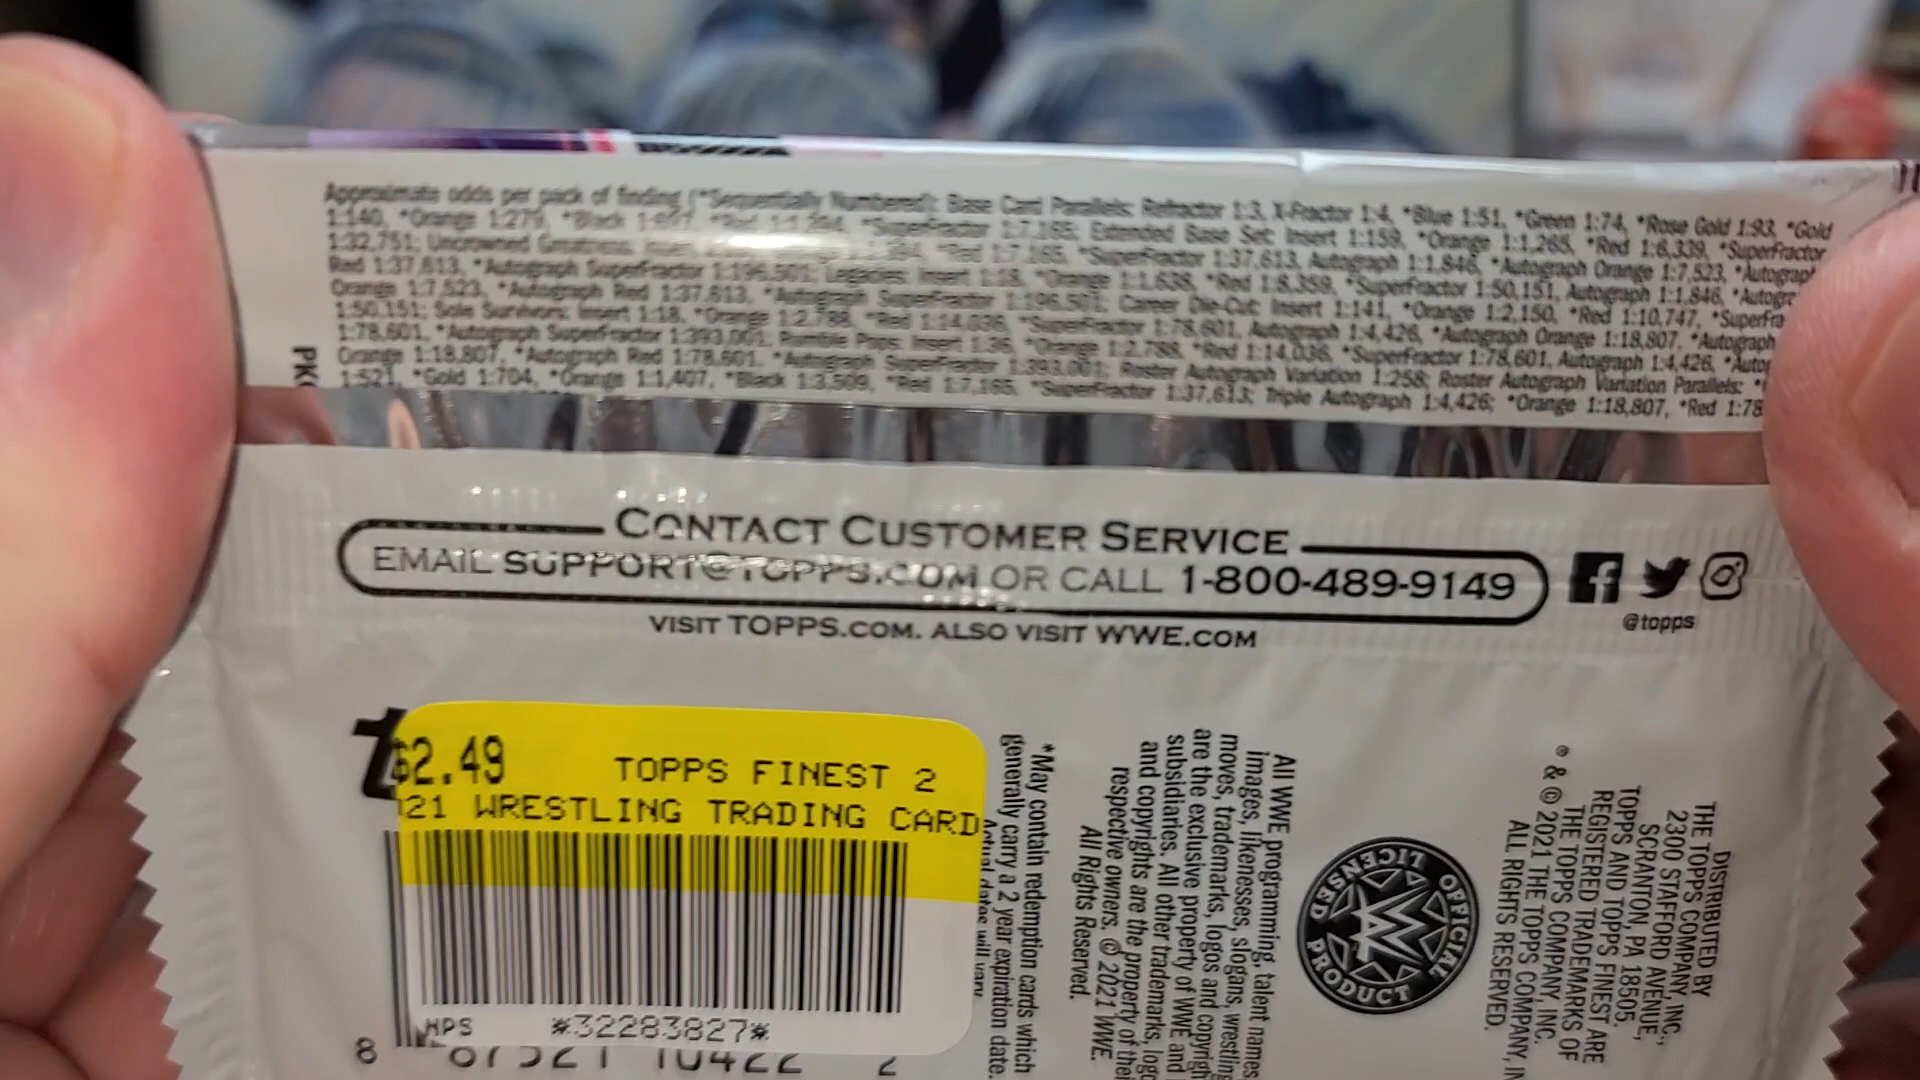 Approximate odds per pack of finding (*Sequentially Numbered): Base Card Parallels: Refractor 1:3, X-Fractor 1:4, *Blue 1:51, *Green 1:74, *Rose Gold 1:93, *Gold
1:140, *Orange 1:279, *Black *SuperFractor 1:7,165; Extended Base Set: Insert 1:159, *Orange 1:1,265, *Red 1:6,339, *SuperFractor
1:32,751; Uncrowned Greatness: *Red 1:7,165, *SuperFractor 1:37,613, Autograph 1:1,846, *Autograph Orange 1:7,523, *Autograph
Red 1:37,613, *Autograph SuperFractor 1:196,501; Legacies: Insert 1:18, *Orange 1:1,638, *Red 1:8,359, *SuperFractor 1:50,151, Autograph 1:1,846, *Autogra
Orange 1:7,523, *Autograph Red 1:37,613, *Autograph SuperFractor 1:196,501; Career Die-Cut: Insert 1:141, *Orange 1:2,150, *Red 1:10,747, *SuperFra
1:50,151; Sole Survivors: Insert 1:18, *Orange 1:2,788, *Red 1:14,036, *SuperFractor 1:78,601, Autograph 1:4,426, *Autograph Orange 1:18,807, *Autograph
1:78,601, *Autograph SuperFractor 1:393,001; Rumble Pops: Insert 1:36, *Orange 1:2,788, *Red 1:14,036, *SuperFractor 1:78,601, Autograph 1:4,426, *Auto
Orange 1:18,807, *Autograph Red 1:78,601, *Autograph SuperFractor 1:393,001; Roster Autograph Variation 1:258; Roster Autograph Variation Parallels: *
1:521, *Gold 1:704, *Orange 1:1,407, *Black 1:3,509, *Red 1:7,165, *SuperFractor 1:37,613; Triple Autograph 1:4,426; *Orange 1:18,807, *Red 1:78
PK
CONTACT CUSTOMER SERVICE
EMAIL SUPPORT@TOPPS.COM OR CALL 1-800-489-9149
VISIT TOPPS.COM. ALSO VISIT WWE.COM
@topps
t
$2.49 TOPPS FINEST 2
021 WRESTLING TRADING CARD
HPS *32283827*
8 87521 10422 2
*May contain redemption cards which
generally carry a 2 year expiration date.
Actual dates will vary
All WWE programming, talent names,
images, likenesses, slogans, wrestling
moves, trademarks, logos and copyrigh
are the exclusive property of WWE and
subsidiaries. All other trademarks, logo
and copyrights are the property of thei
respective owners. © 2021 WWE.
All Rights Reserved.
OFFICIAL LICENSED PRODUCT
W
DISTRIBUTED BY
THE TOPPS COMPANY, INC.,
2300 STAFFORD AVENUE,
SCRANTON, PA 18505.
TOPPS AND TOPPS FINEST ARE
REGISTERED TRADEMARKS OF
THE TOPPS COMPANY, INC.
® & © 2021 THE TOPPS COMPANY, IN
ALL RIGHTS RESERVED.